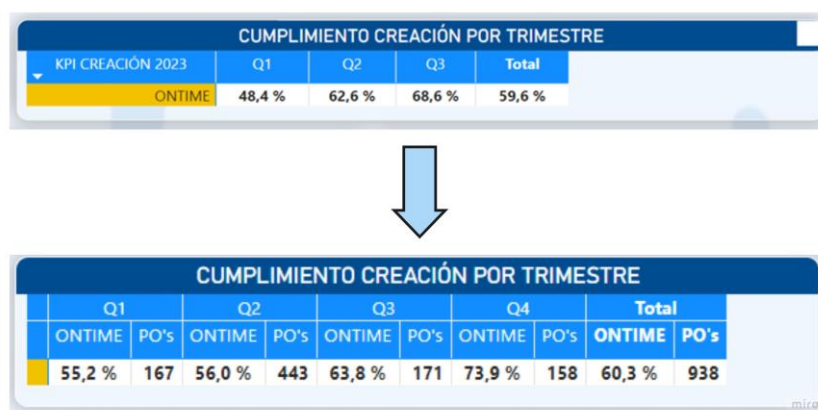 CUMPLIMIENTO CREACIÓN POR TRIMESTRE
KPI CREACIÓN 2023 Q1 Q2 Q3 Total
ONTIME 48,4 % 62,6 % 68,6 % 59,6 %
CUMPLIMIENTO CREACIÓN POR TRIMESTRE
Q1 Q2 Q3 Q4 Total
ONTIME PO's ONTIME PO's ONTIME PO's ONTIME PO's ONTIME PO's
55,2 % 167 56,0 % 443 63,8 % 171 73,9 % 158 60,3 % 938
miro